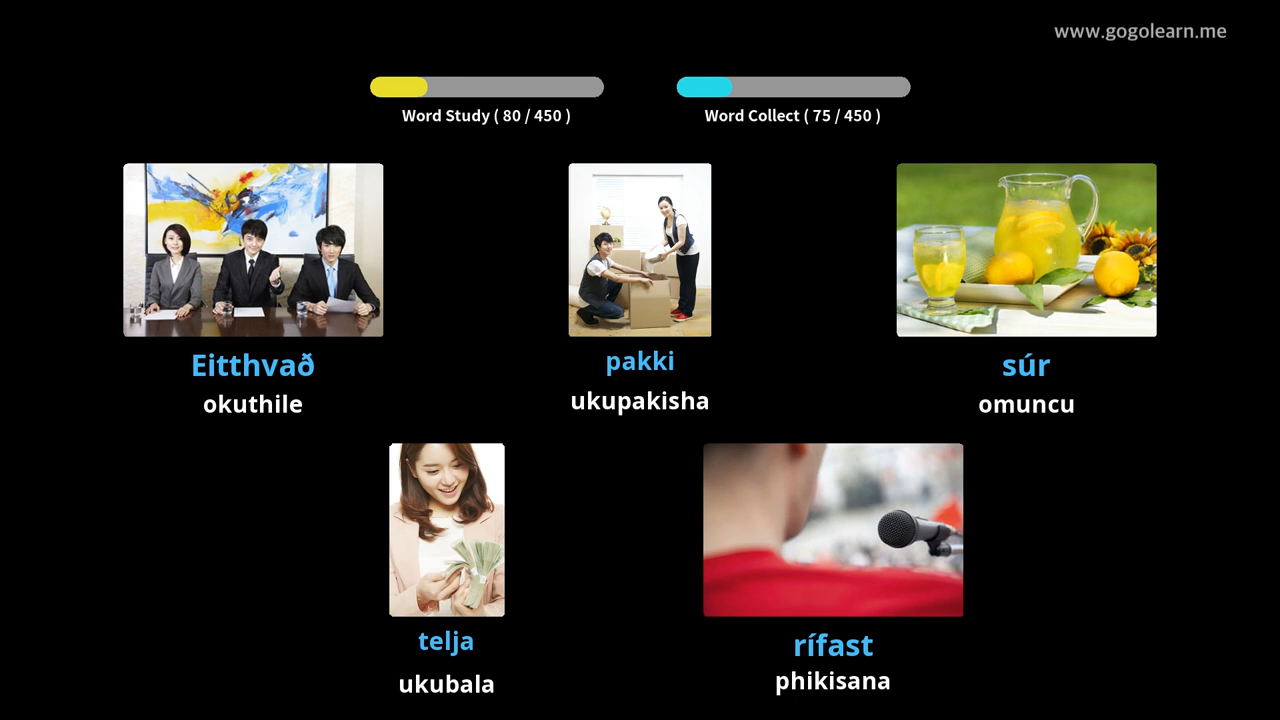 www.gogolearn.me
Word Study ( 80 / 450 )
Word Collect ( 75 / 450 )
Eitthvað
okuthile
pakki
ukupakisha
súr
omuncu
telja
ukubala
rífast
phikisana